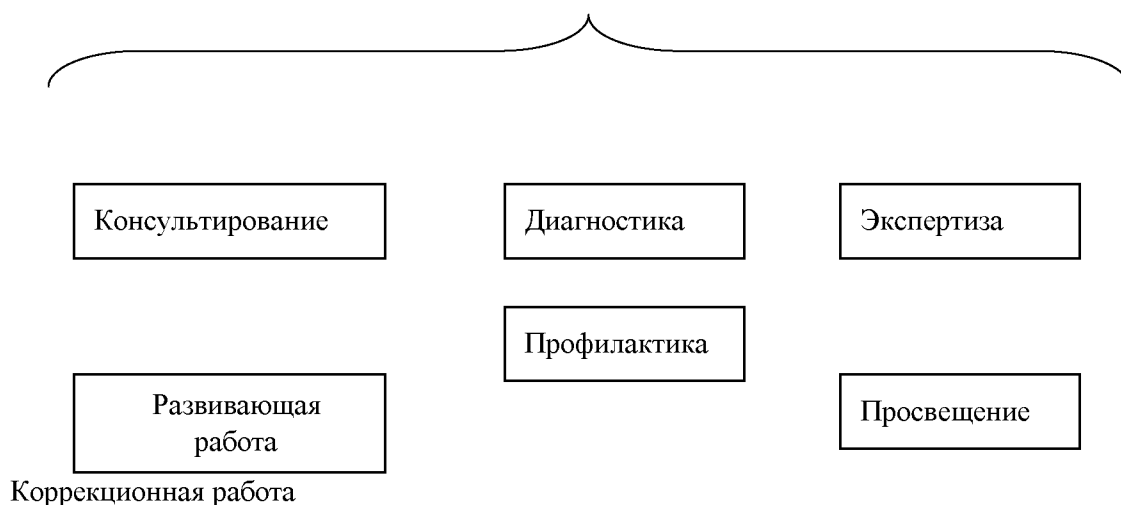 Консультирование
Диагностика
Экспертиза
Профилактика
Развивающая
работа
Просвещение
Коррекционная работа